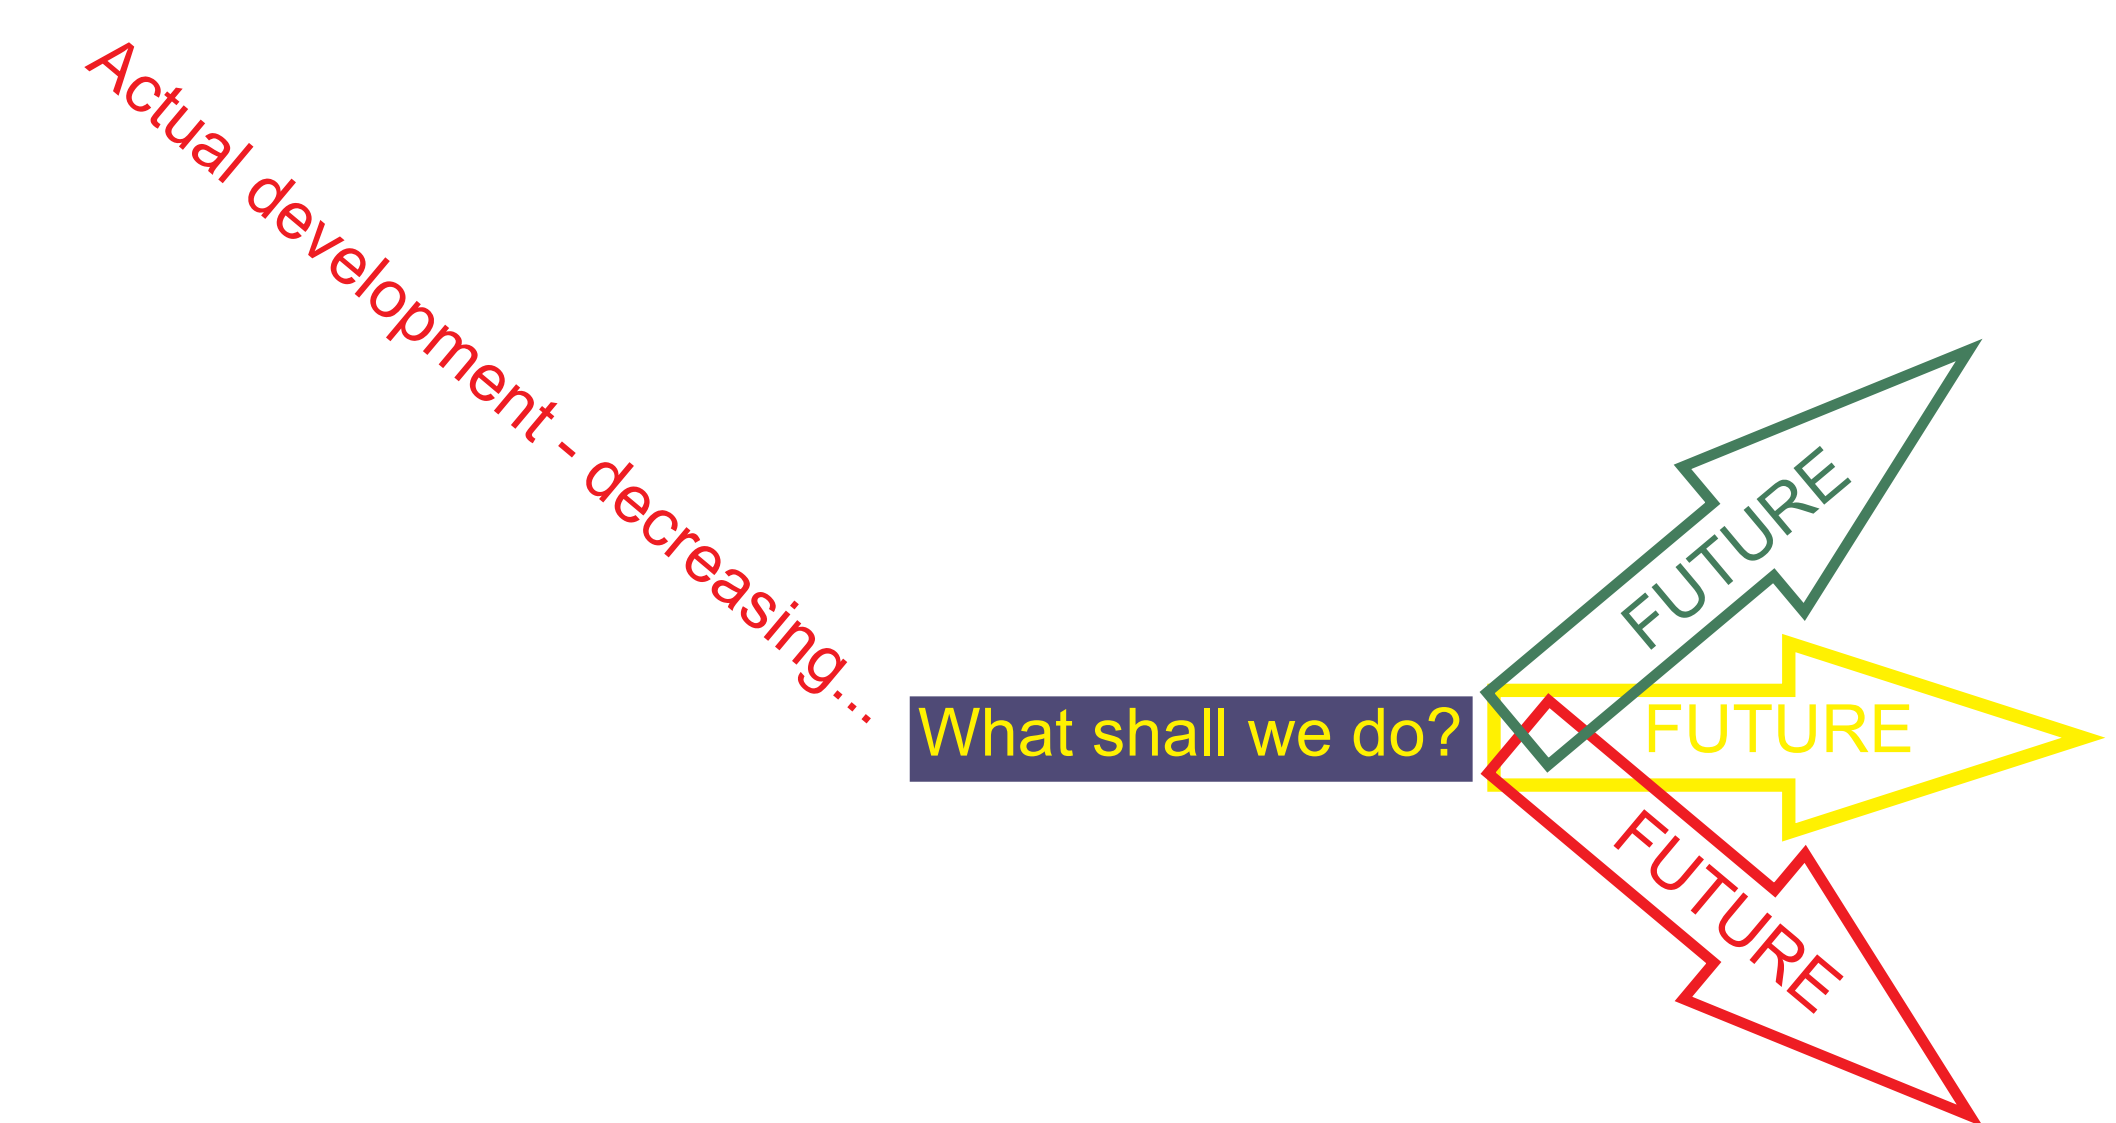 Actual development - decreasing...
What shall we do?
FUTURE
FUTURE
FUTURE